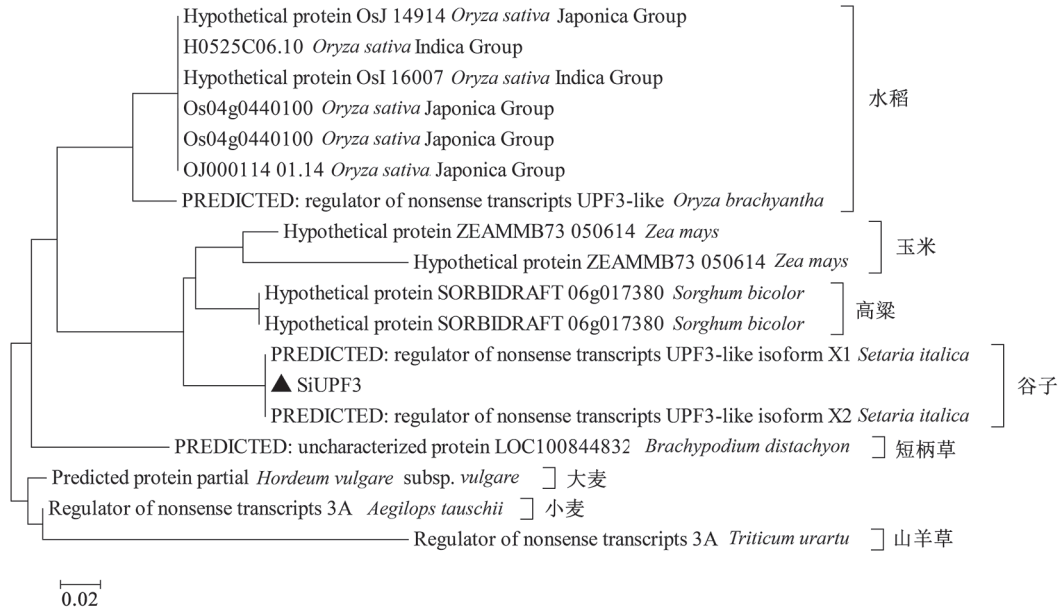 Hypothetical protein OsJ 14914 Oryza sativa Japonica Group
H0525C06.10 Oryza sativa Indica Group
Hypothetical protein OsI 16007 Oryza sativa Indica Group
Os04g0440100 Oryza sativa Japonica Group
Os04g0440100 Oryza sativa Japonica Group
OJ000114 01.14 Oryza sativa Japonica Group
PREDICTED: regulator of nonsense transcripts UPF3-like Oryza brachyantha
水稻
Hypothetical protein ZEAMMB73 050614 Zea mays
Hypothetical protein ZEAMMB73 050614 Zea mays
玉米
Hypothetical protein SORBIDRAFT 06g017380 Sorghum bicolor
Hypothetical protein SORBIDRAFT 06g017380 Sorghum bicolor
高粱
PREDICTED: regulator of nonsense transcripts UPF3-like isoform X1 Setaria italica
▲ SiUPF3
PREDICTED: regulator of nonsense transcripts UPF3-like isoform X2 Setaria italica
谷子
PREDICTED: uncharacterized protein LOC100844832 Brachypodium distachyon 短柄草
Predicted protein partial Hordeum vulgare subsp. vulgare 大麦
Regulator of nonsense transcripts 3A Aegilops tauschii 小麦
Regulator of nonsense transcripts 3A Triticum urartu 山羊草
0.02